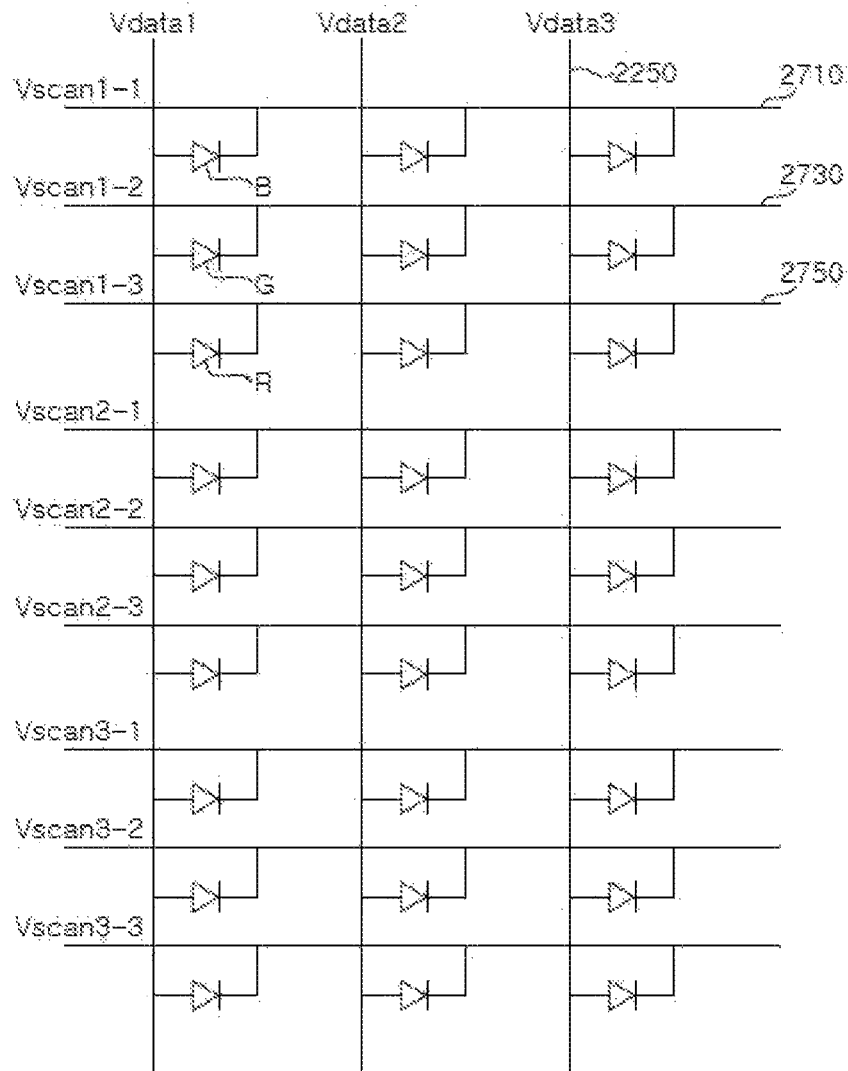 Vdata1 Vdata2 Vdata3
2250
Vscan1-1 2710
B
Vscan1-2 2730
G
Vscan1-3 2750
R
Vscan2-1
Vscan2-2
Vscan2-3
Vscan3-1
Vscan3-2
Vscan3-3